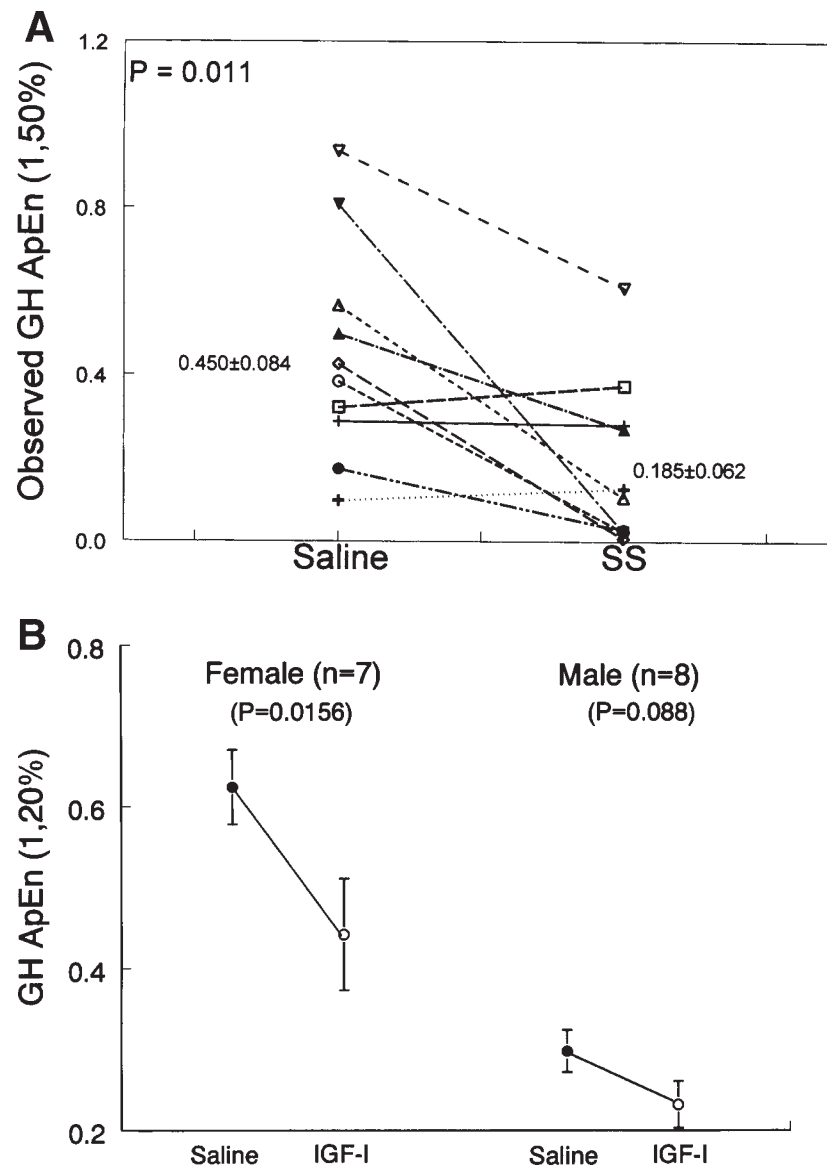 A
Observed GH ApEn (1,50%)
1.2
0.8
0.4
0.0
P = 0.011
0.450±0.084
0.185±0.062
Saline
SS
B
GH ApEn (1,20%)
0.8
0.6
0.4
0.2
Female (n=7)
(P=0.0156)
Male (n=8)
(P=0.088)
Saline
IGF-I
Saline
IGF-I